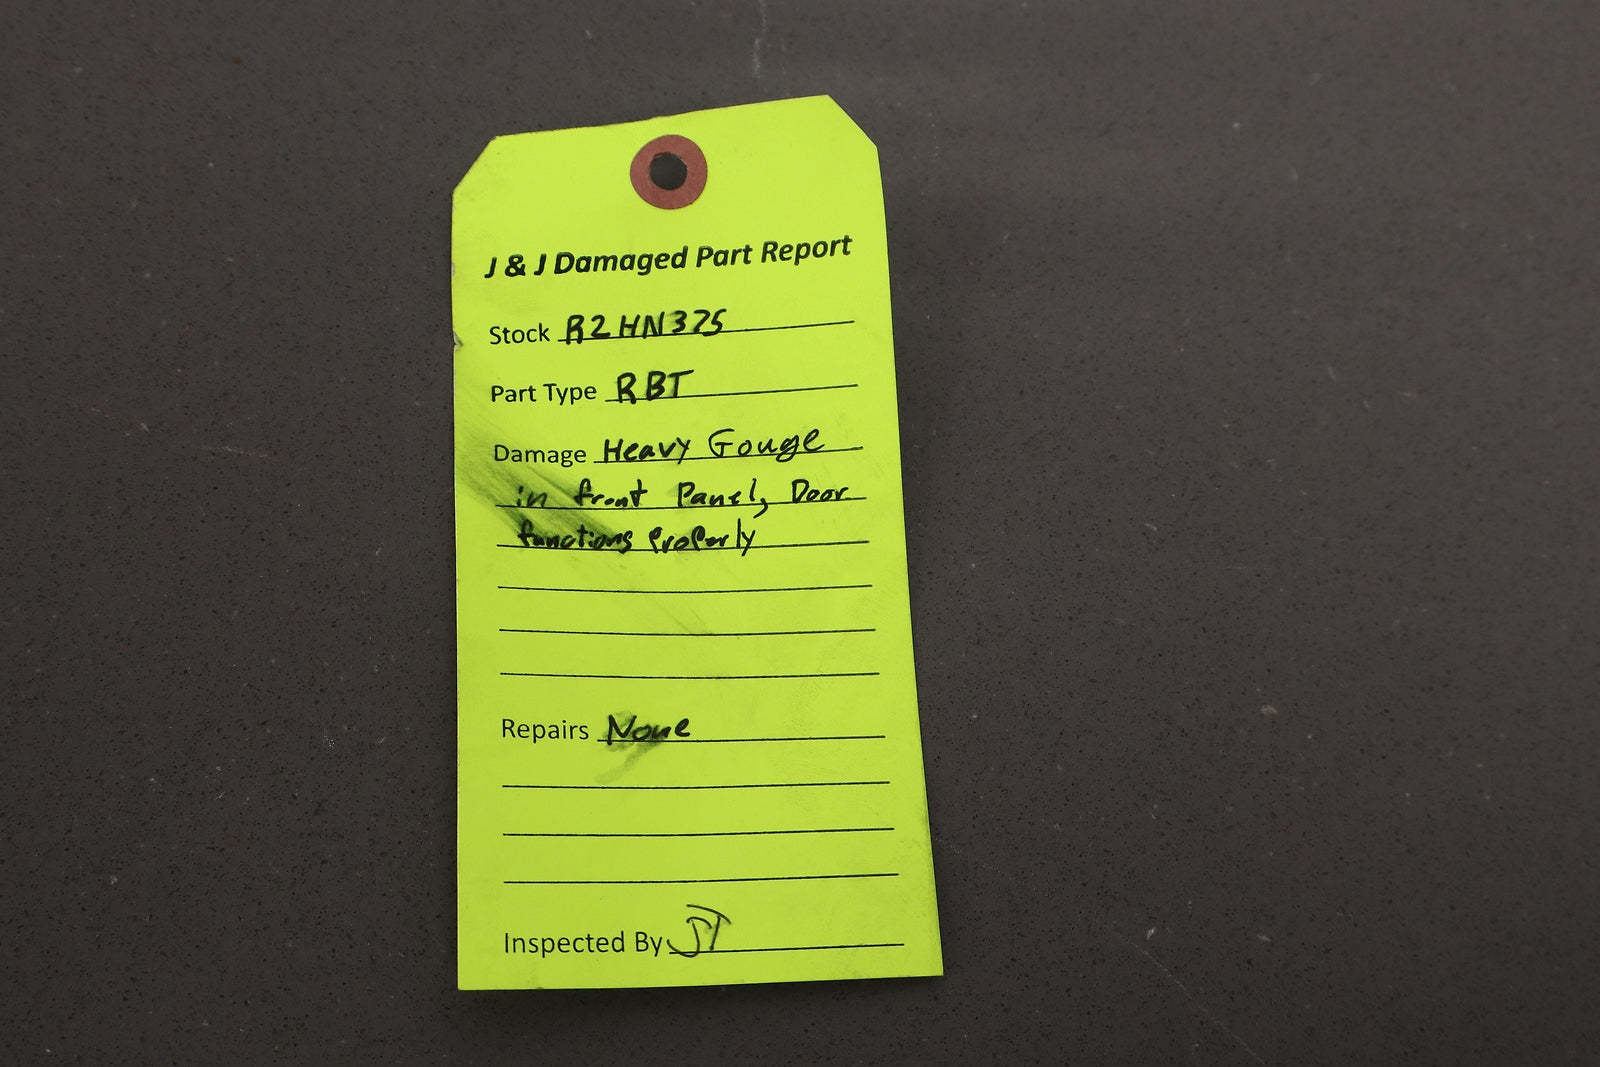 J & J Damaged Part Report
Stock R2HN375
Part Type RBT
Damage Heavy Gouge
in front Panel, Door
functions Properly
Repairs None
Inspected By JT